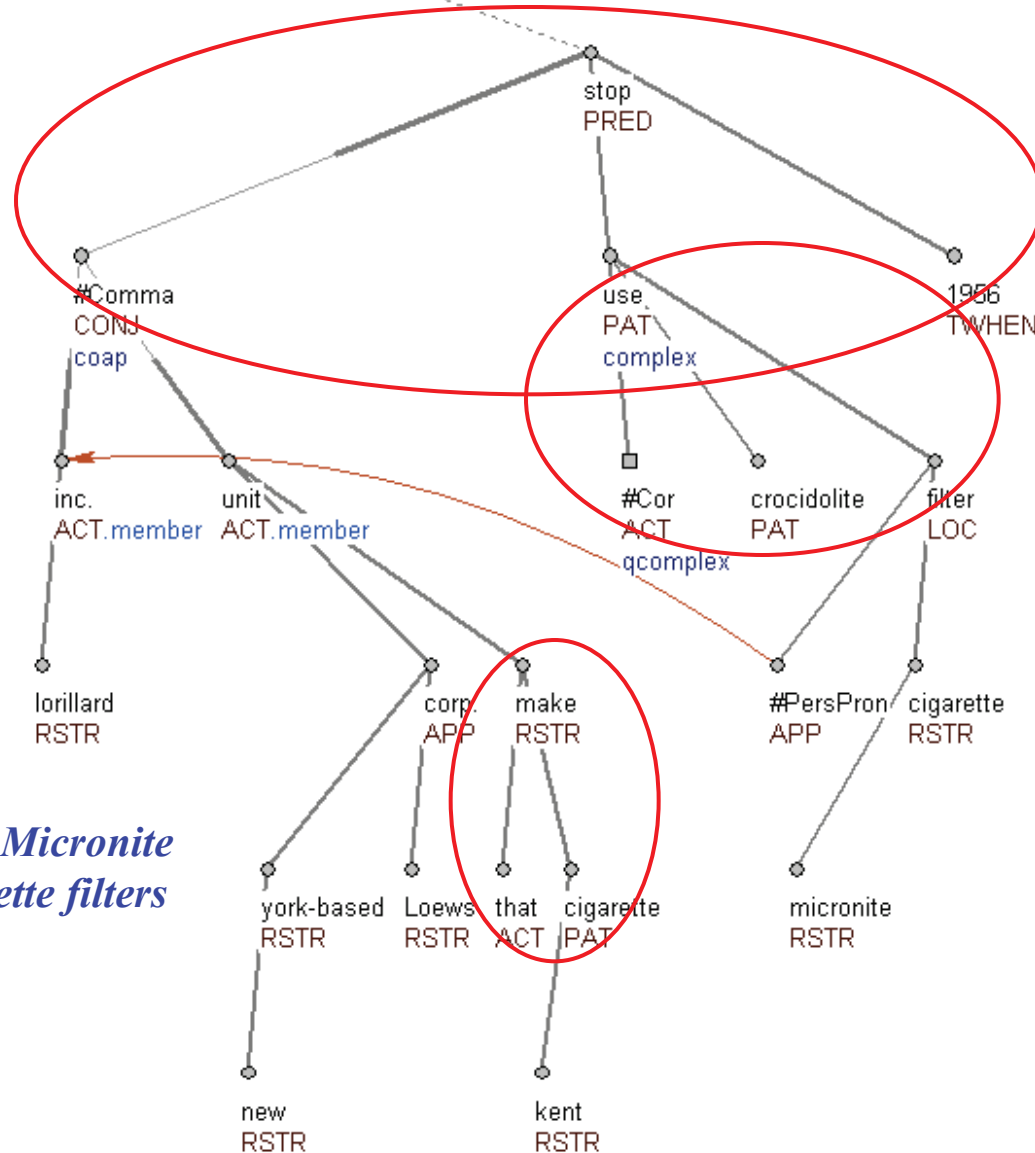 stop
PRED
#Comma
CONJ
coap
use
PAT
complex
1956
TWHEN
inc.
ACT.member
unit
ACT.member
#Cor
ACT
qcomplex
crocidolite
PAT
filter
LOC
lorillard
RSTR
corp.
APP
make
RSTR
#PersPron
APP
cigarette
RSTR
Micronite
ette filters
york-based
RSTR
Loews
RSTR
that
ACT
cigarette
PAT
micronite
RSTR
new
RSTR
kent
RSTR